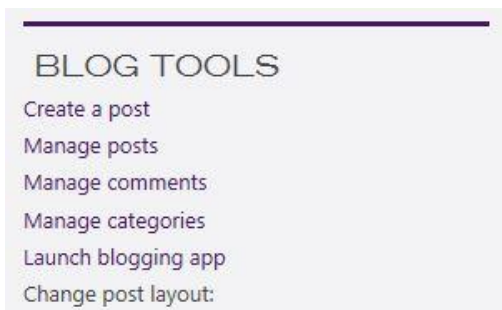 BLOG TOOLS
Create a post
Manage posts
Manage comments
Manage categories
Launch blogging app
Change post layout: